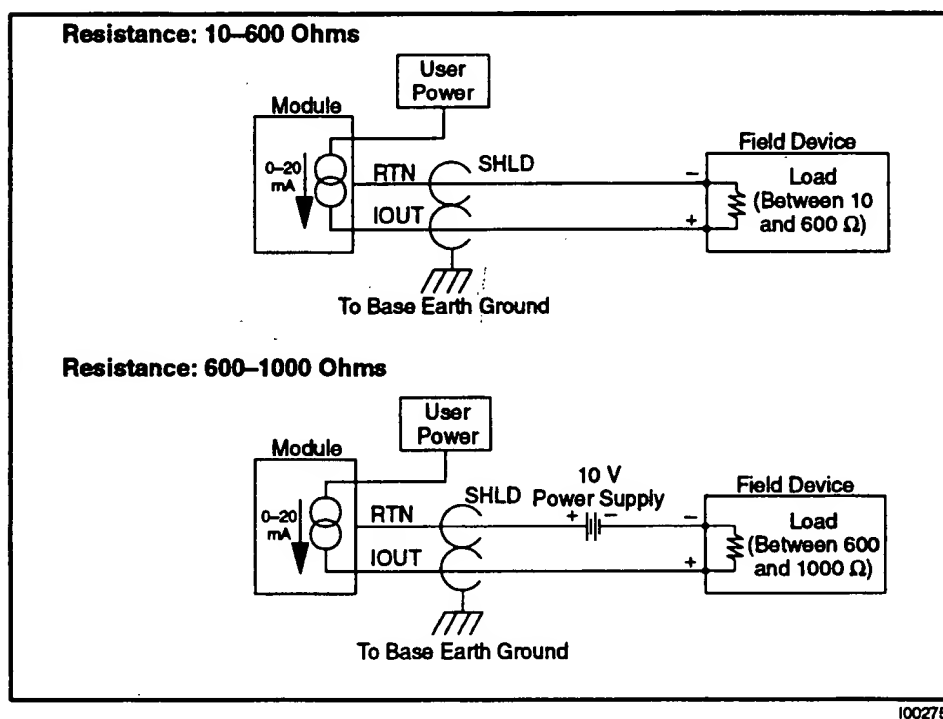 Resistance: 10–600 Ohms
User
Power
Module
0–20
mA
RTN
SHLD
IOUT
To Base Earth Ground
Field Device
–
+
Load
(Between 10
and 600 Ω)
Resistance: 600–1000 Ohms
User
Power
Module
0–20
mA
RTN
SHLD
IOUT
To Base Earth Ground
10 V
Power Supply
+ –
Field Device
–
+
Load
(Between 600
and 1000 Ω)
I00275